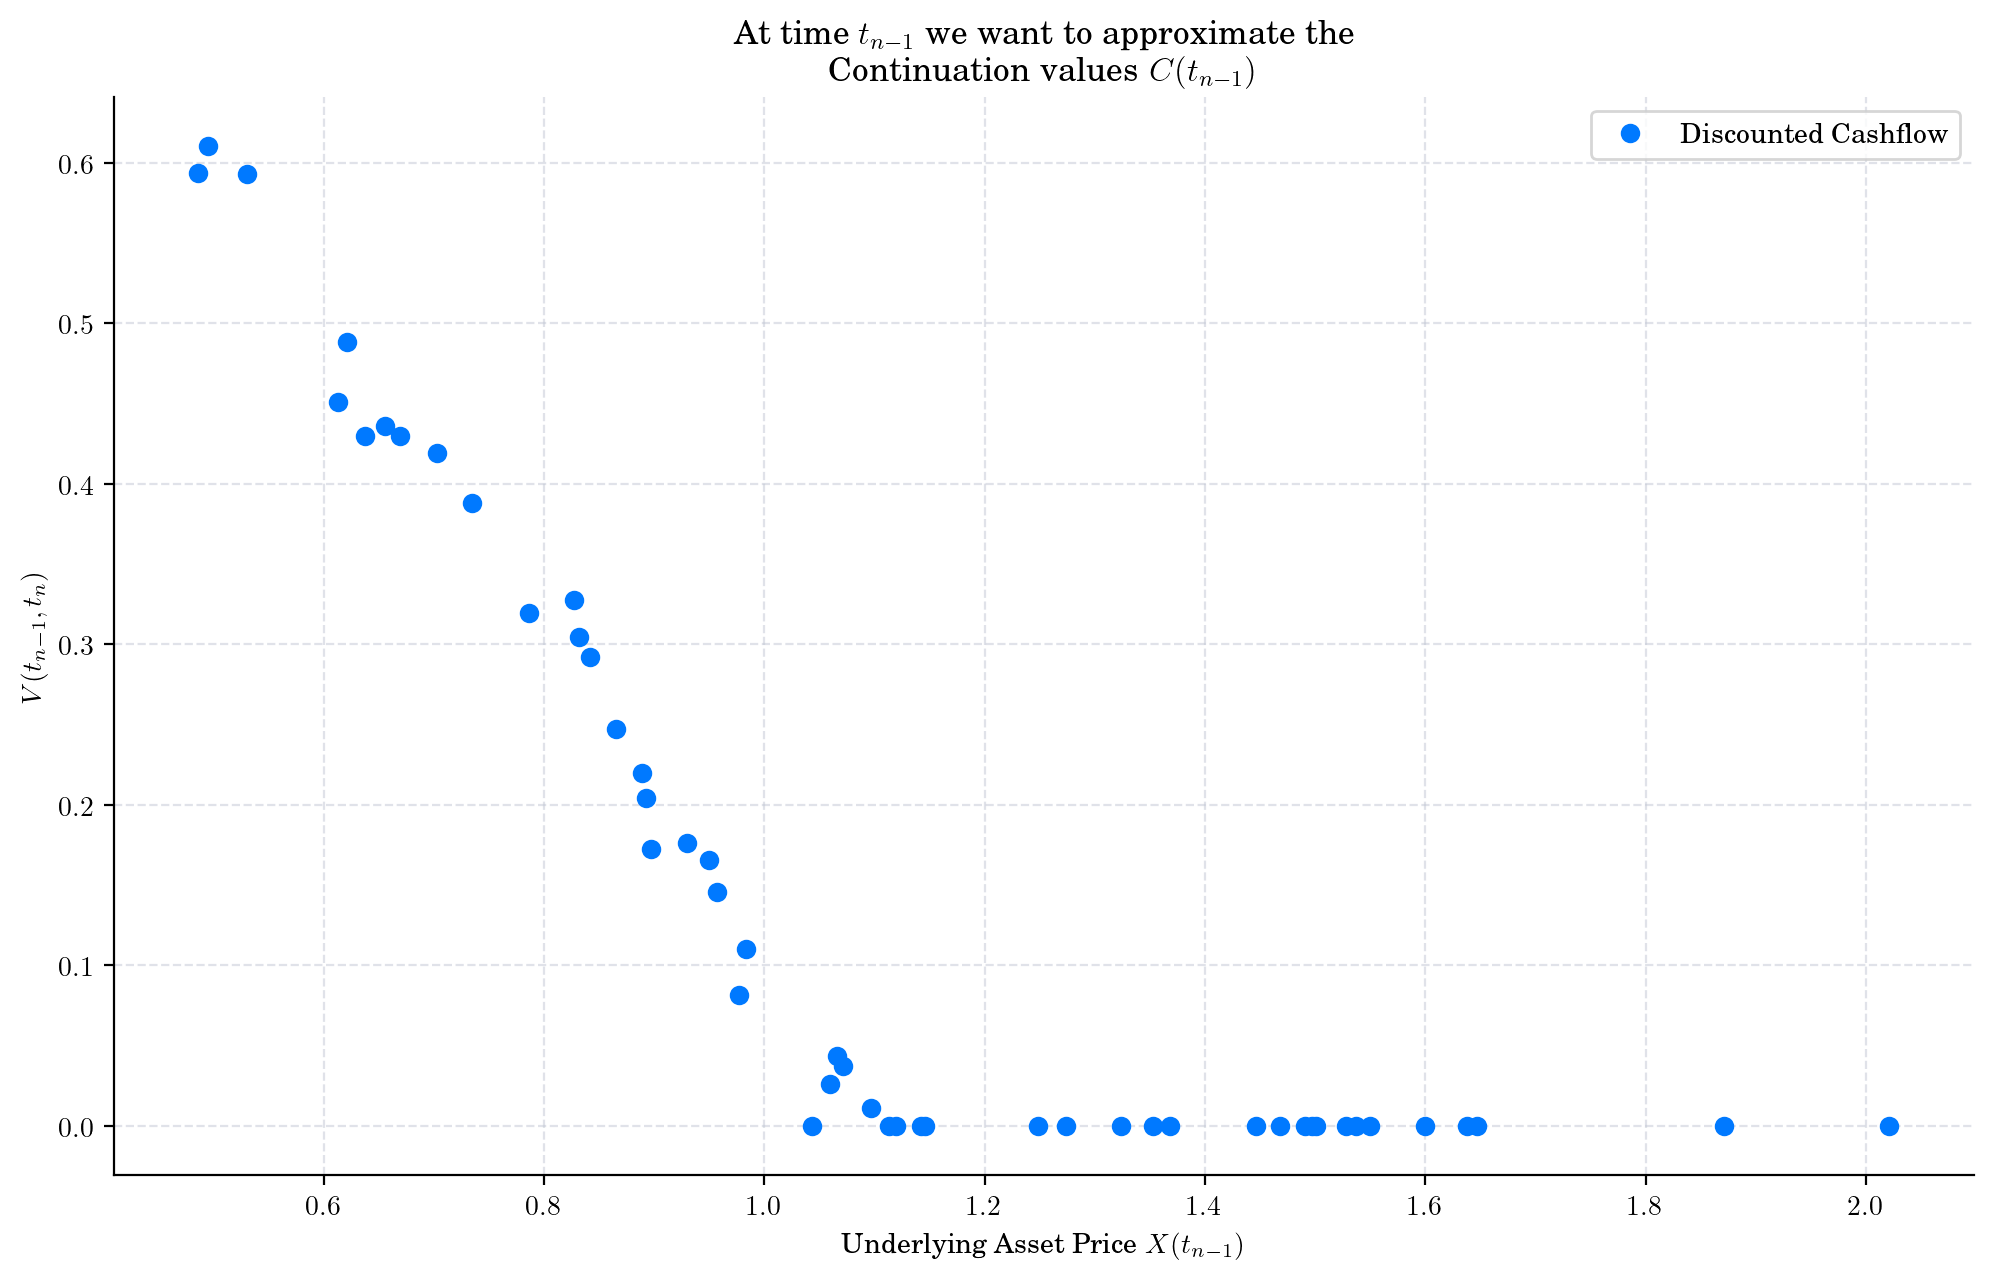 At time $t_{n-1}$ we want to approximate the
Continuation values $C(t_{n-1})$
Discounted Cashflow
0.6
0.5
0.4
0.3
0.2
0.1
0.0
$V(t_{n-1}, t_n)$
0.6 0.8 1.0 1.2 1.4 1.6 1.8 2.0
Underlying Asset Price $X(t_{n-1})$